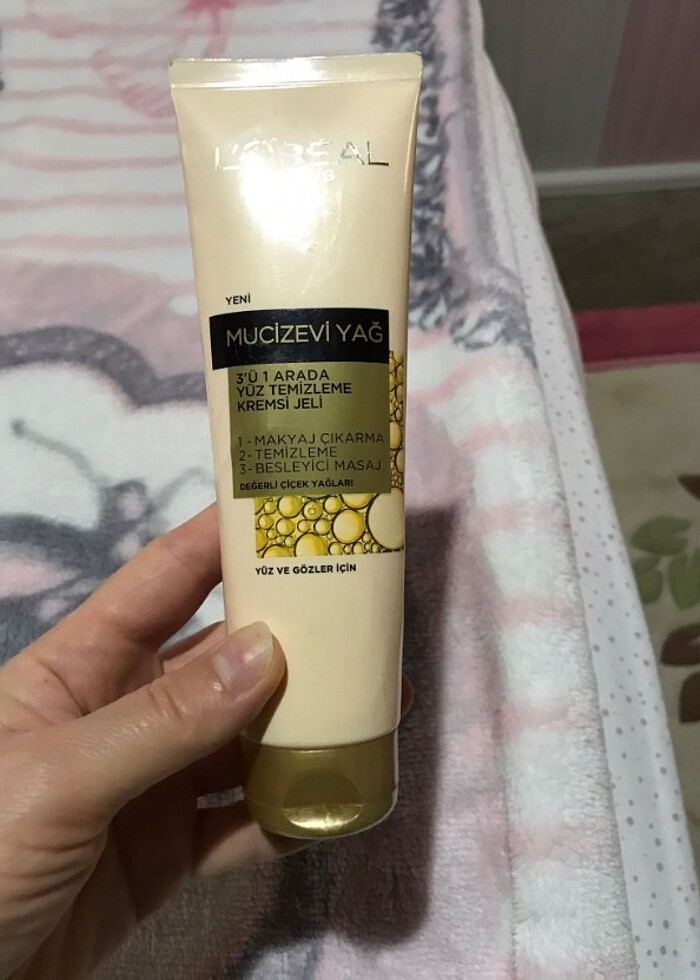 L'ORÉAL
YENİ
MUCİZEVİ YAĞ
3'Ü 1 ARADA
YÜZ TEMİZLEME
KREMSİ JELİ
1-MAKYAJ ÇIKARMA
2-TEMİZLEME
3-BESLEYİCİ MASAJ
DEĞERLİ ÇİÇEK YAĞLARI
YÜZ VE GÖZLER İÇİN